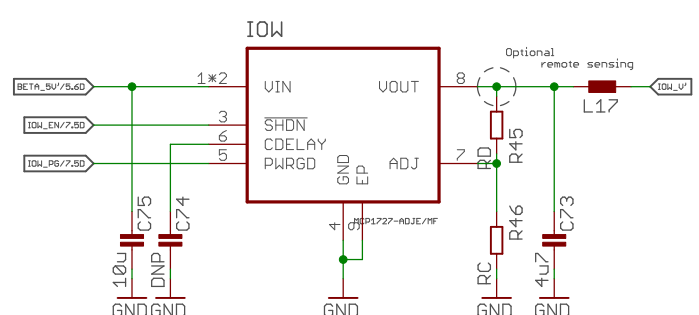 IOW
Optional
remote sensing
BETA_5V'/5.6D
1*2
VIN
VOUT
8
IOW_V'
L17
IOW_EN/7.5D
3
SHDN
6
CDELAY
IOW_PG/7.5D
5
PWRGD
GND
EP
ADJ
7
RD
R45
4
9
MCP1727-ADJE/MF
C75
10u
C74
DNP
RC
R46
C73
4u7
GND
GND
GND
GND
GND